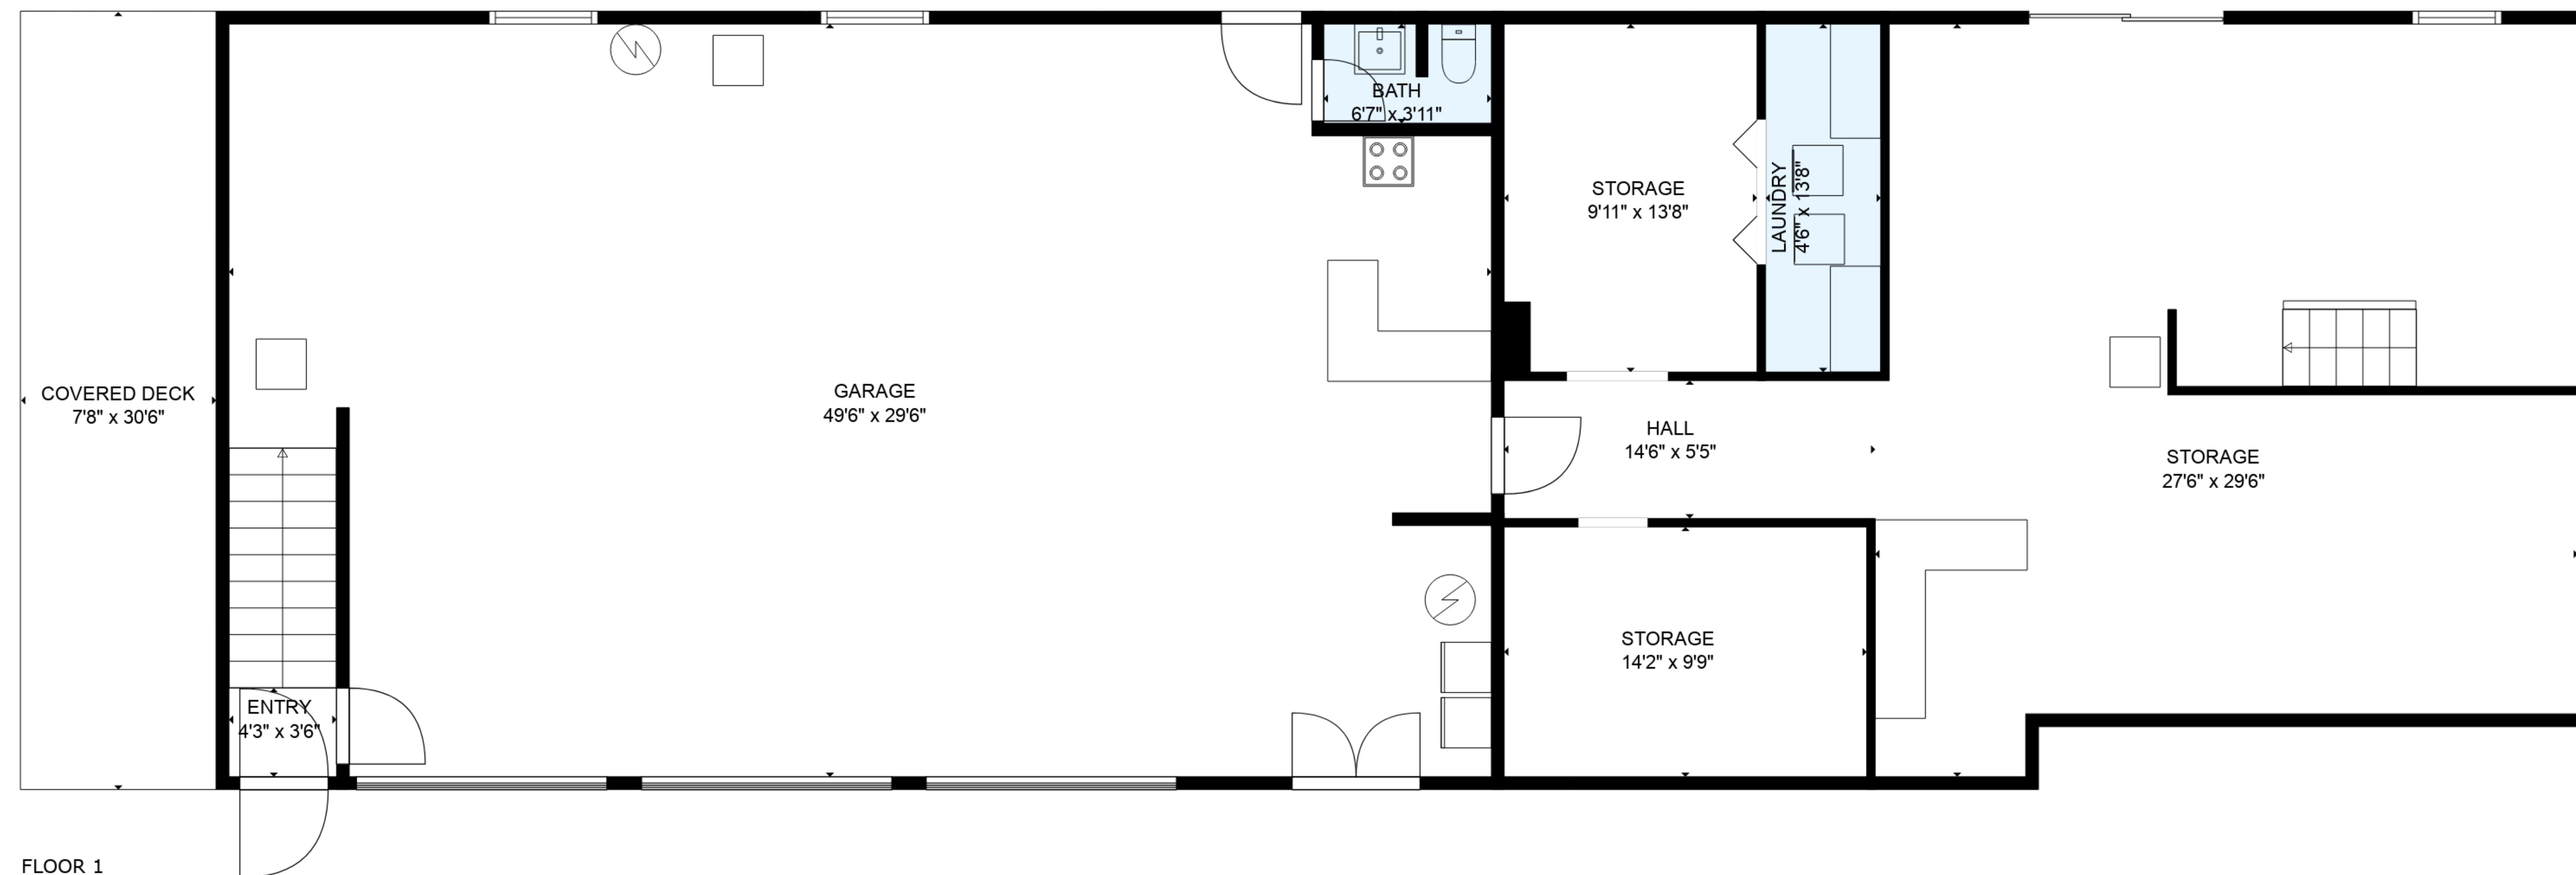 BATH
6'7" x 3'11"
STORAGE
9'11" x 13'8"
LAUNDRY
4'6" x 13'8"
COVERED DECK
7'8" x 30'6"
GARAGE
49'6" x 29'6"
HALL
14'6" x 5'5"
STORAGE
27'6" x 29'6"
STORAGE
14'2" x 9'9"
ENTRY
4'3" x 3'6"
FLOOR 1